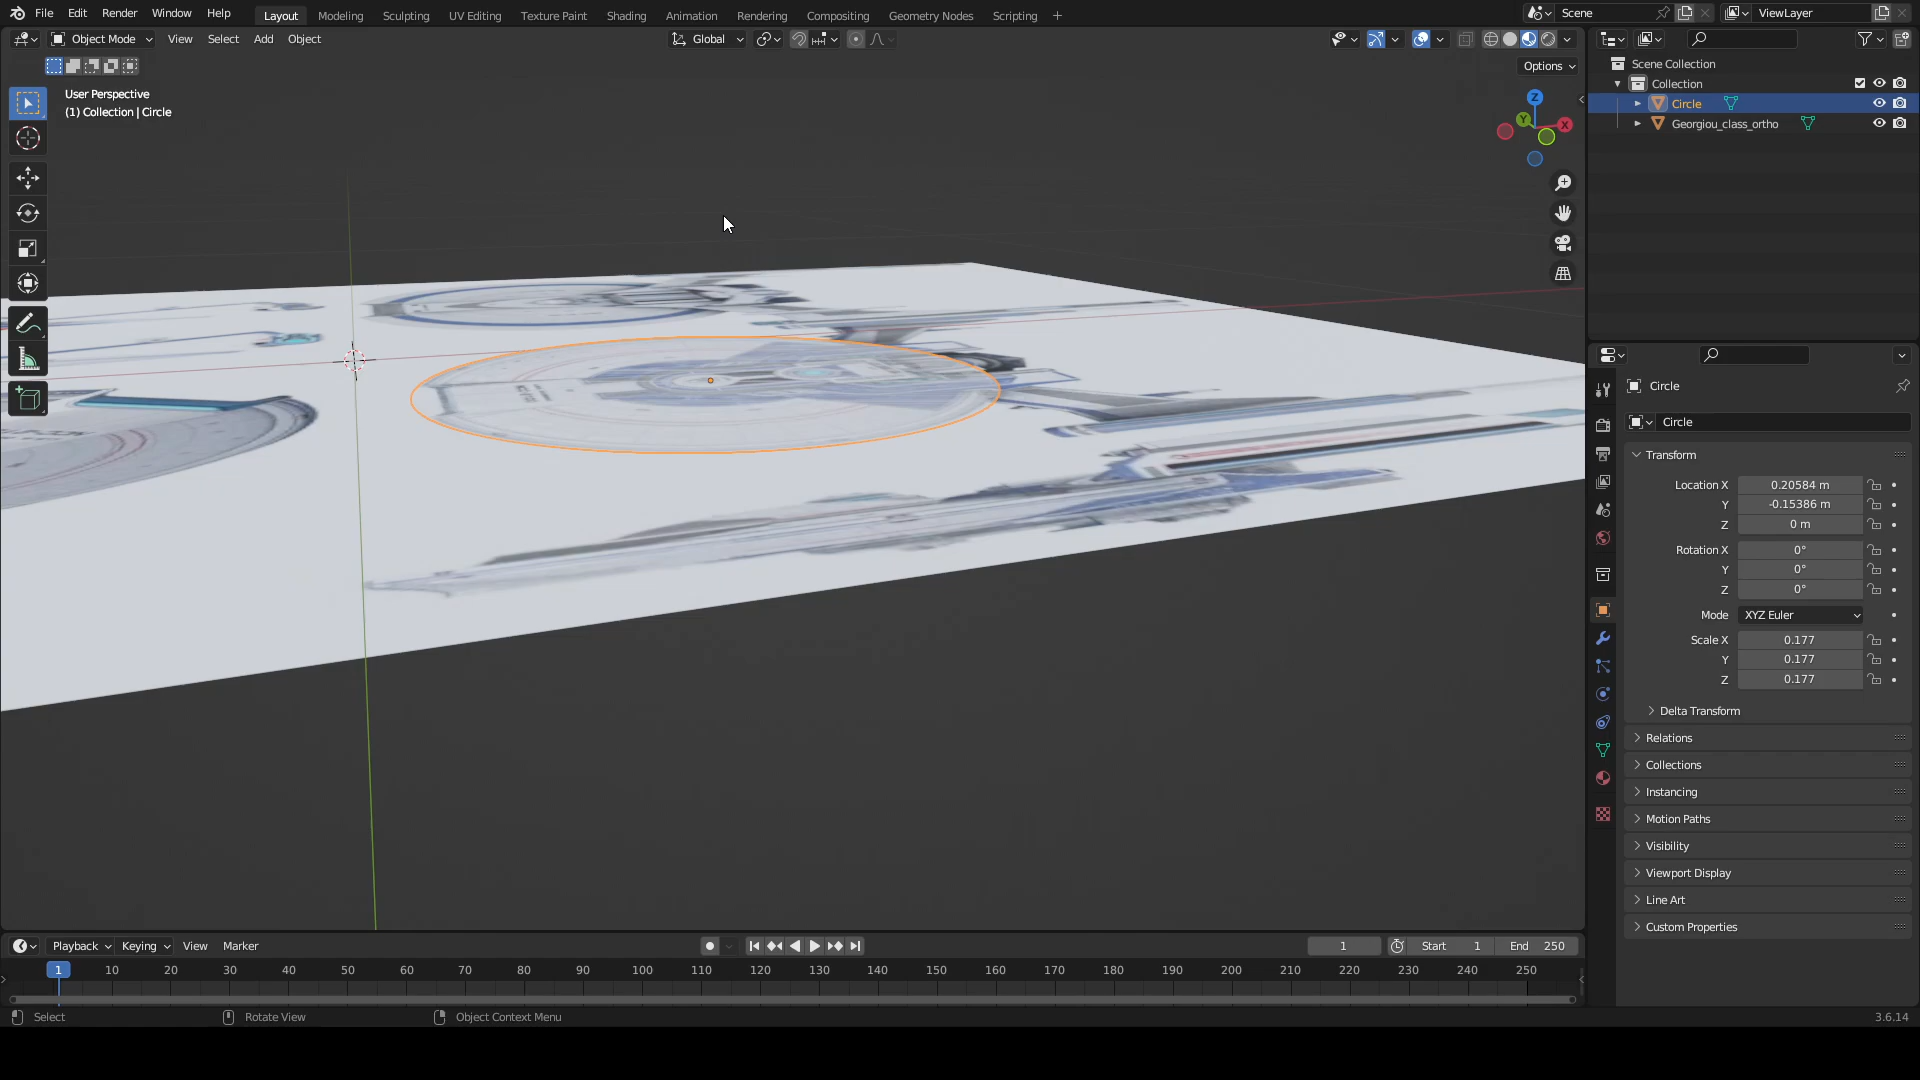 File Edit Render Window Help Layout Modeling Sculpting UV Editing Texture Paint Shading Animation Rendering Compositing Geometry Nodes Scripting + Scene ViewLayer
Object Mode View Select Add Object Global
Options
User Perspective
(1) Collection | Circle
Z
Y
X
Scene Collection
Collection
Circle
Georgiou_class_ortho
Circle
Circle
Transform
Location X 0.20584 m
Y -0.15386 m
Z 0 m
Rotation X 0°
Y 0°
Z 0°
Mode XYZ Euler
Scale X 0.177
Y 0.177
Z 0.177
Delta Transform
Relations
Collections
Instancing
Motion Paths
Visibility
Viewport Display
Line Art
Custom Properties
Playback Keying View Marker 1 Start 1 End 250
1 10 20 30 40 50 60 70 80 90 100 110 120 130 140 150 160 170 180 190 200 210 220 230 240 250
Select Rotate View Object Context Menu 3.6.14